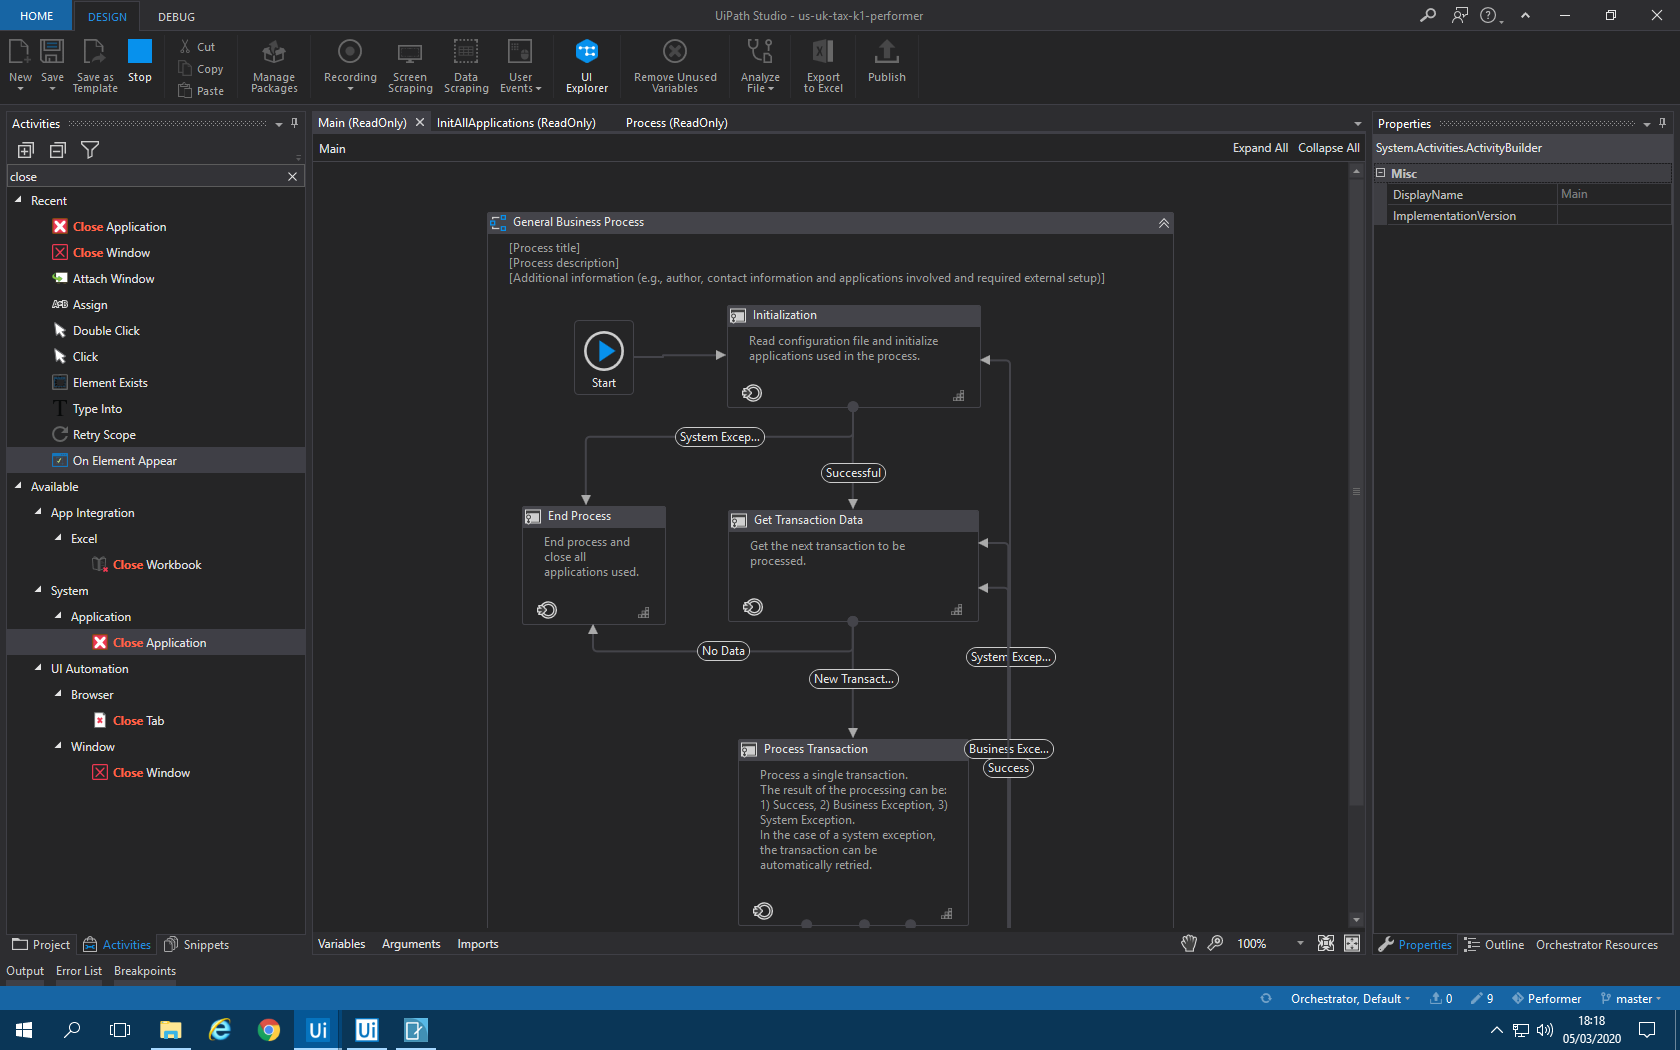 HOME
DESIGN
DEBUG
UiPath Studio - us-uk-tax-k1-performer
New
Save
Save as Template
Stop
Cut
Copy
Paste
Manage Packages
Recording
Screen Scraping
Data Scraping
User Events
UI Explorer
Remove Unused Variables
Analyze File
Export to Excel
Publish
Activities
close
Recent
Close Application
Close Window
Attach Window
Assign
Double Click
Click
Element Exists
Type Into
Retry Scope
On Element Appear
Available
App Integration
Excel
Close Workbook
System
Application
Close Application
UI Automation
Browser
Close Tab
Window
Close Window
Project
Activities
Snippets
Main (ReadOnly)
InitAllApplications (ReadOnly)
Process (ReadOnly)
Main
Expand All
Collapse All
General Business Process
[Process title]
[Process description]
[Additional information (e.g., author, contact information and applications involved and required external setup)]
Start
Initialization
Read configuration file and initialize
applications used in the process.
System Excep...
Successful
End Process
End process and
close all
applications used.
Get Transaction Data
Get the next transaction to be
processed.
No Data
System Excep...
New Transact...
Process Transaction
Business Exce...
Success
Process a single transaction.
The result of the processing can be:
1) Success, 2) Business Exception, 3)
System Exception.
In the case of a system exception,
the transaction can be
automatically retried.
Variables
Arguments
Imports
100%
Properties
System.Activities.ActivityBuilder
Misc
DisplayName
Main
ImplementationVersion
Properties
Outline
Orchestrator Resources
Output
Error List
Breakpoints
Orchestrator, Default
0
9
Performer
master
Ui
Ui
18:18
05/03/2020